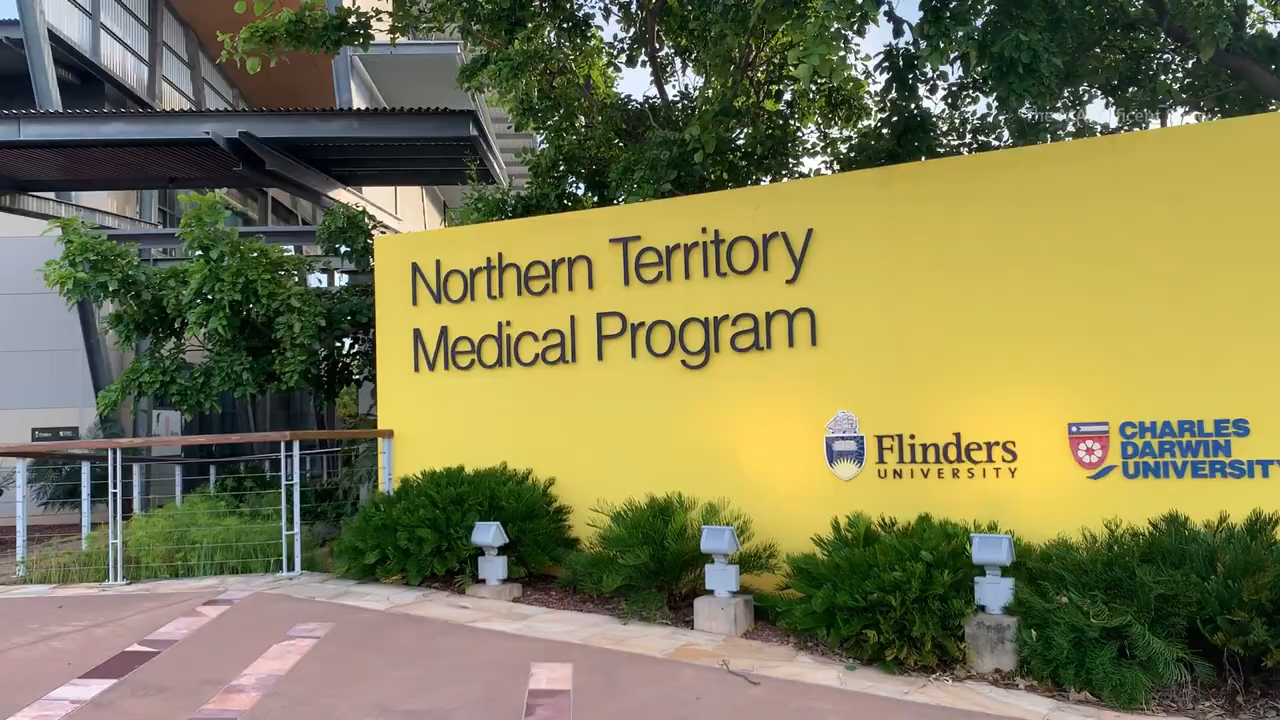 Northern Territory
Medical Program
Flinders
UNIVERSITY
CHARLES
DARWIN
UNIVERSITY